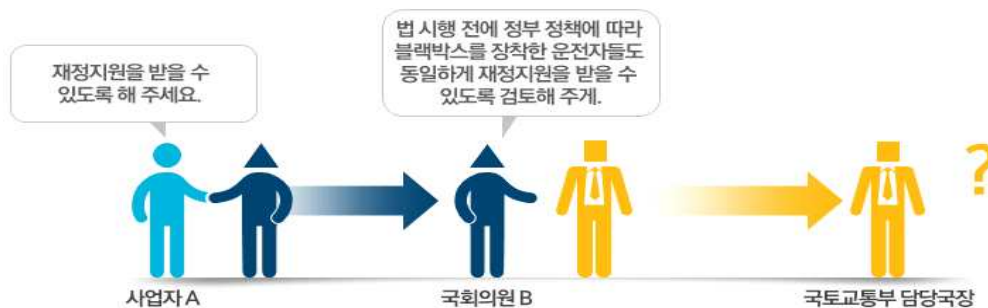 재정지원을 받을 수
있도록 해 주세요.
법 시행 전에 정부 정책에 따라
블랙박스를 장착한 운전자들도
동일하게 재정지원을 받을 수
있도록 검토해 주게.
?
사업자 A
국회의원 B
국토교통부 담당국장